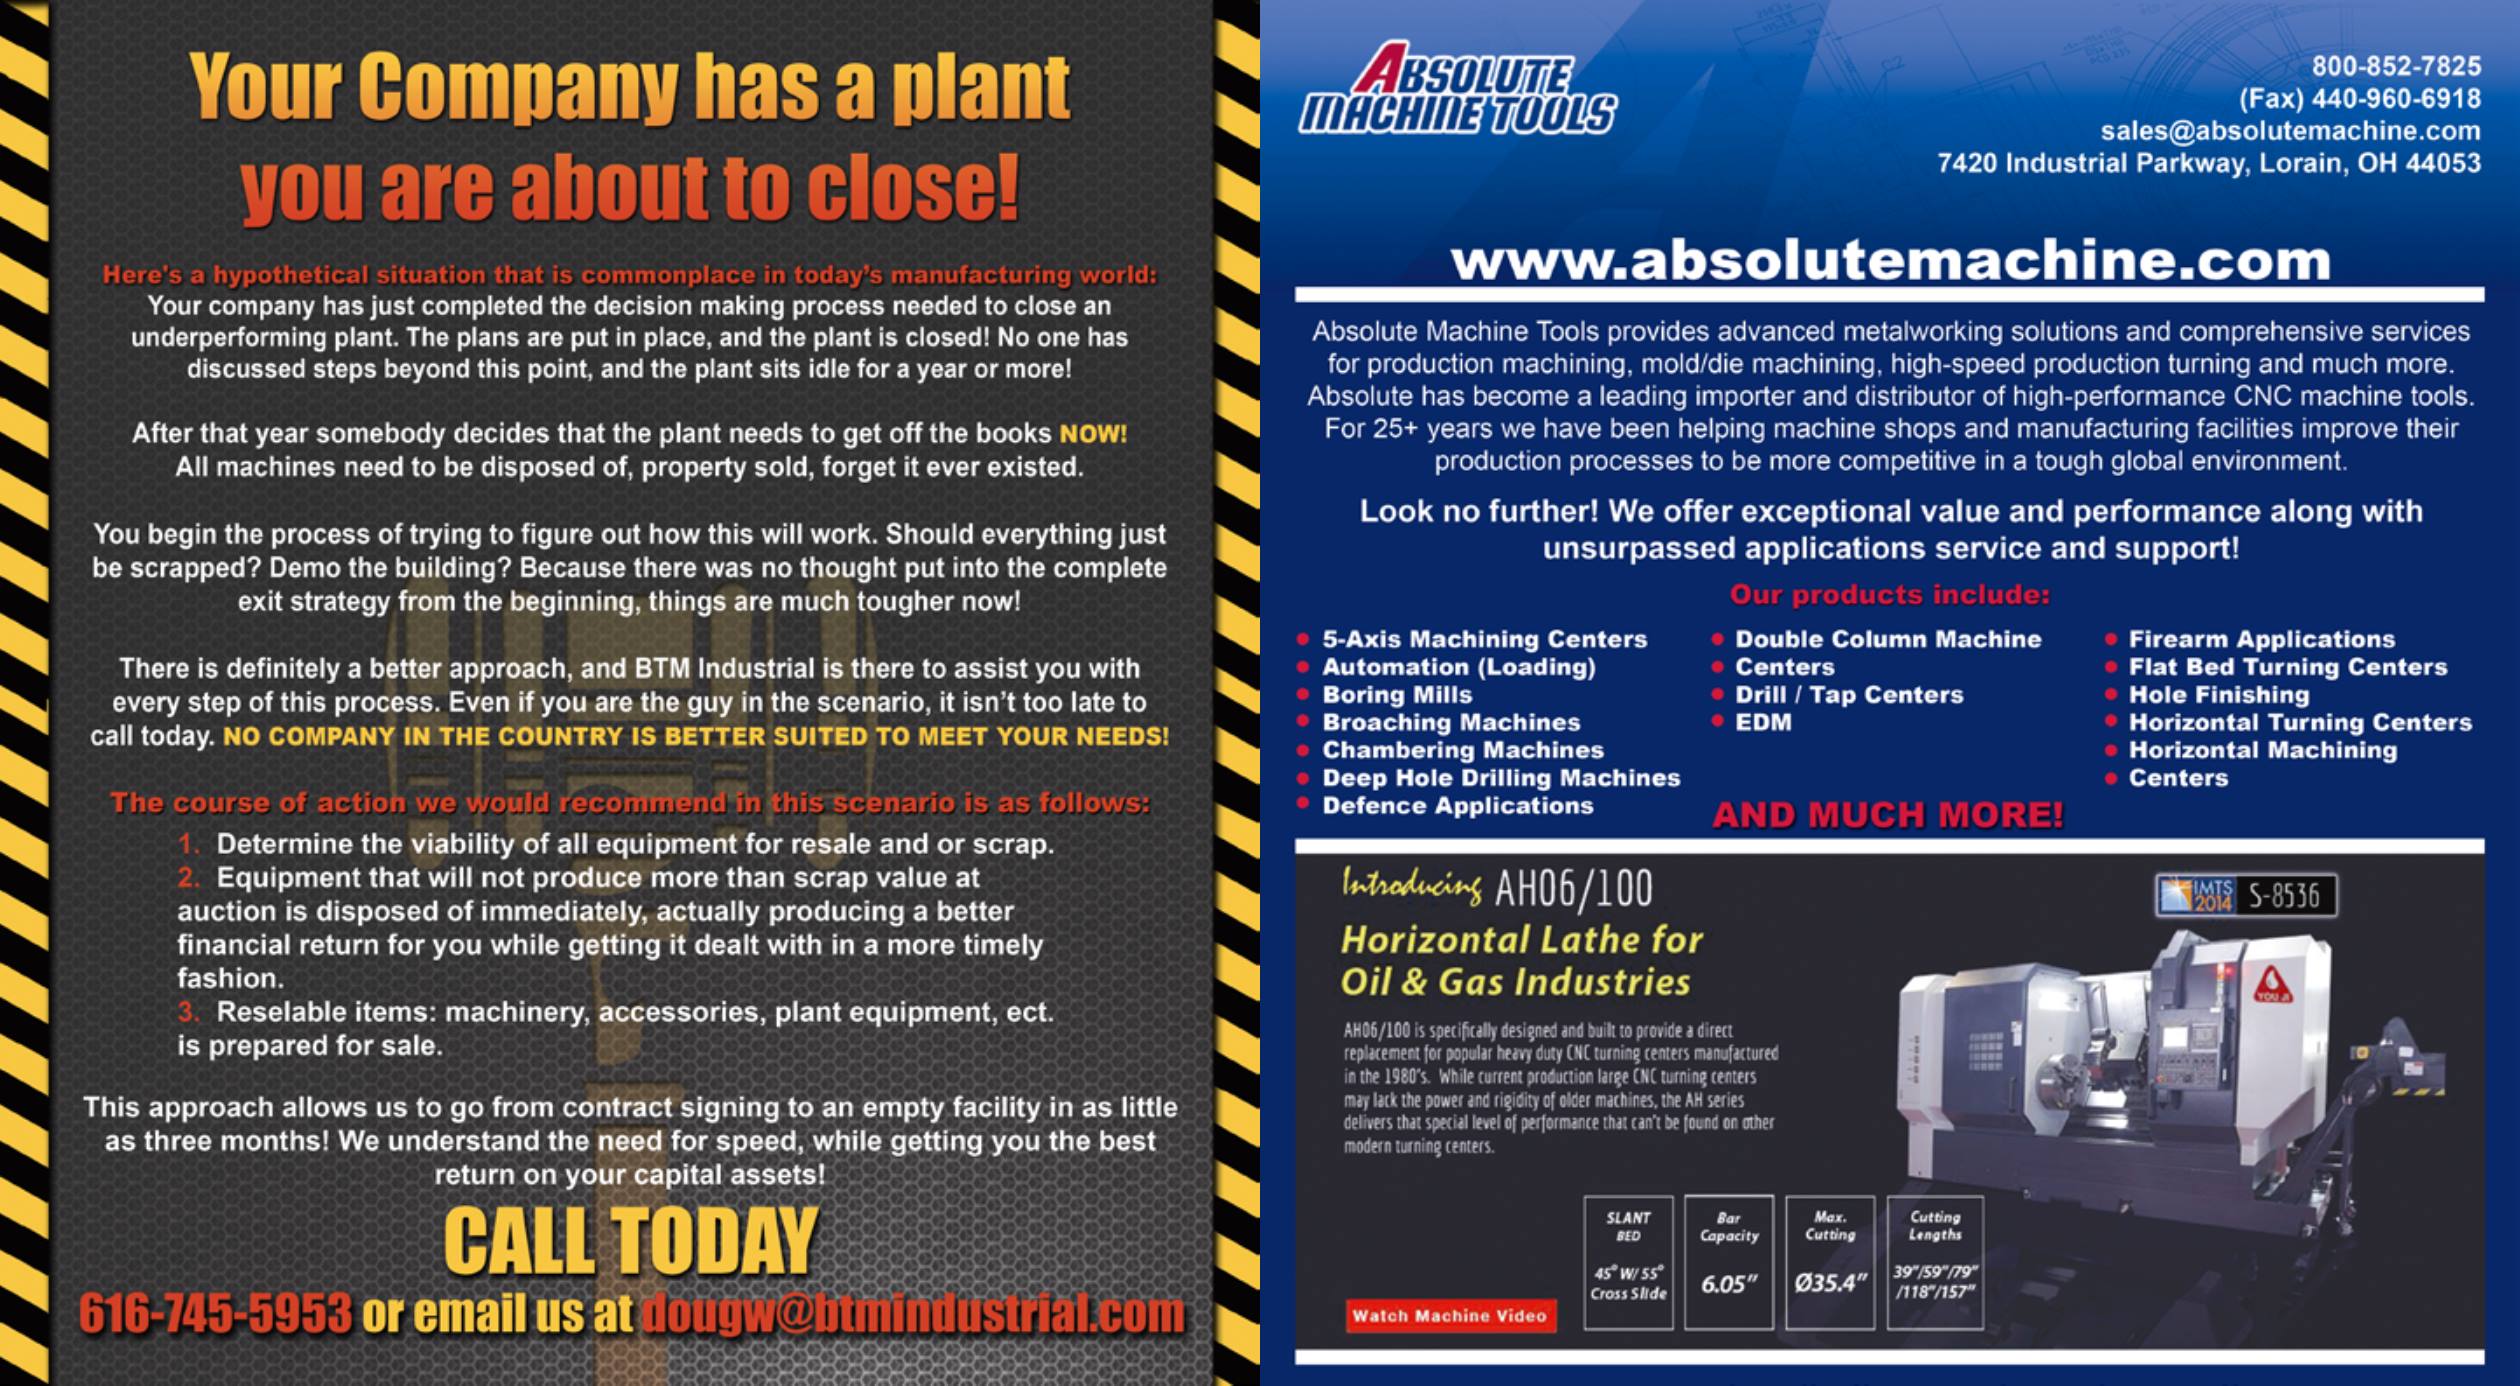 Your Company has a plant
you are about to close!
Here's a hypothetical situation that is commonplace in today's manufacturing world:
Your company has just completed the decision making process needed to close an
underperforming plant. The plans are put in place, and the plant is closed! No one has
discussed steps beyond this point, and the plant sits idle for a year or more!
After that year somebody decides that the plant needs to get off the books NOW!
All machines need to be disposed of, property sold, forget it ever existed.
You begin the process of trying to figure out how this will work. Should everything just
be scrapped? Demo the building? Because there was no thought put into the complete
exit strategy from the beginning, things are much tougher now!
There is definitely a better approach, and BTM Industrial is there to assist you with
every step of this process. Even if you are the guy in the scenario, it isn't too late to
call today. NO COMPANY IN THE COUNTRY IS BETTER SUITED TO MEET YOUR NEEDS!
The course of action we would recommend in this scenario is as follows:
1. Determine the viability of all equipment for resale and or scrap.
2. Equipment that will not produce more than scrap value at
auction is disposed of immediately, actually producing a better
financial return for you while getting it dealt with in a more timely
fashion.
3. Reselable items: machinery, accessories, plant equipment, ect.
is prepared for sale.
This approach allows us to go from contract signing to an empty facility in as little
as three months! We understand the need for speed, while getting you the best
return on your capital assets!
CALL TODAY
616-745-5953 or email us at dougw@btmindustrial.com
ABSOLUTE
MACHINE TOOLS
800-852-7825
(Fax) 440-960-6918
sales@absolutemachine.com
7420 Industrial Parkway, Lorain, OH 44053
www.absolutemachine.com
Absolute Machine Tools provides advanced metalworking solutions and comprehensive services
for production machining, mold/die machining, high-speed production turning and much more.
Absolute has become a leading importer and distributor of high-performance CNC machine tools.
For 25+ years we have been helping machine shops and manufacturing facilities improve their
production processes to be more competitive in a tough global environment.
Look no further! We offer exceptional value and performance along with
unsurpassed applications service and support!
Our products include:
• 5-Axis Machining Centers
• Automation (Loading)
• Boring Mills
• Broaching Machines
• Chambering Machines
• Deep Hole Drilling Machines
• Defence Applications
• Double Column Machine
• Centers
• Drill / Tap Centers
• EDM
• Firearm Applications
• Flat Bed Turning Centers
• Hole Finishing
• Horizontal Turning Centers
• Horizontal Machining
• Centers
AND MUCH MORE!
Introducing AH06/100
IMTS
2014
S-8536
Horizontal Lathe for
Oil & Gas Industries
AH06/100 is specifically designed and built to provide a direct
replacement for popular heavy duty CNC turning centers manufactured
in the 1980's. While current production large CNC turning centers
may lack the power and rigidity of older machines, the AH series
delivers that special level of performance that can't be found on other
modern turning centers.
YOU JI
SLANT
BED
45° W/ 55°
Cross Slide
Bar
Capacity
6.05"
Max.
Cutting
Ø35.4"
Cutting
Lengths
39"/59"/79"
/118"/157"
Watch Machine Video